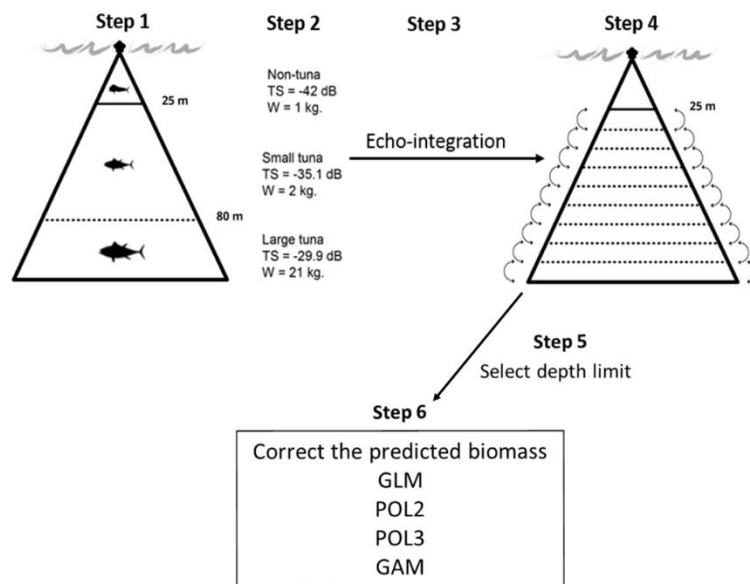 Step 1
Step 2
Step 3
Step 4
25 m
Non-tuna
TS = -42 dB
W = 1 kg.
25 m
Echo-integration
Small tuna
TS = -35.1 dB
W = 2 kg.
80 m
Large tuna
TS = -29.9 dB
W = 21 kg.
Step 5
Select depth limit
Step 6
Correct the predicted biomass
GLM
POL2
POL3
GAM